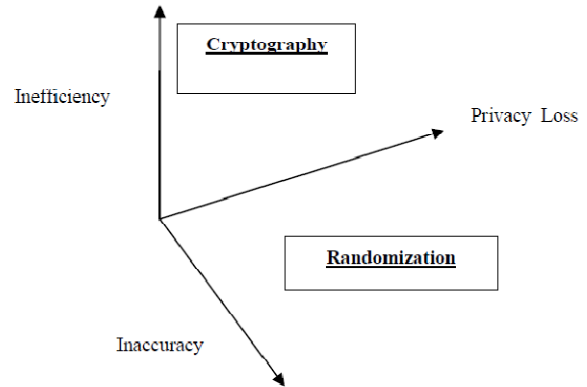 Cryptography
Inefficiency
Privacy Loss
Randomization
Inaccuracy